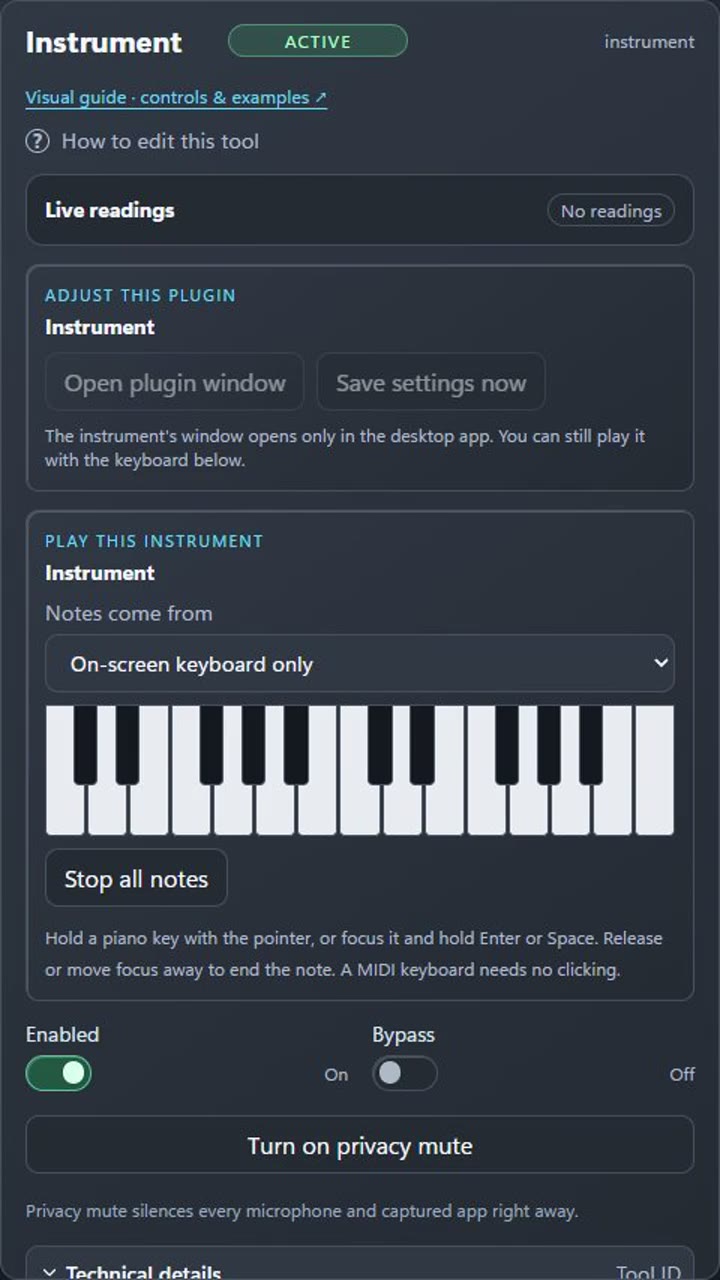 Instrument
ACTIVE
instrument
Visual guide · controls & examples ↗
? How to edit this tool
Live readings
No readings
ADJUST THIS PLUGIN
Instrument
Open plugin window
Save settings now
The instrument's window opens only in the desktop app. You can still play it
with the keyboard below.
PLAY THIS INSTRUMENT
Instrument
Notes come from
On-screen keyboard only
Stop all notes
Hold a piano key with the pointer, or focus it and hold Enter or Space. Release
or move focus away to end the note. A MIDI keyboard needs no clicking.
Enabled
On
Bypass
Off
Turn on privacy mute
Privacy mute silences every microphone and captured app right away.
Technical details
Tool ID